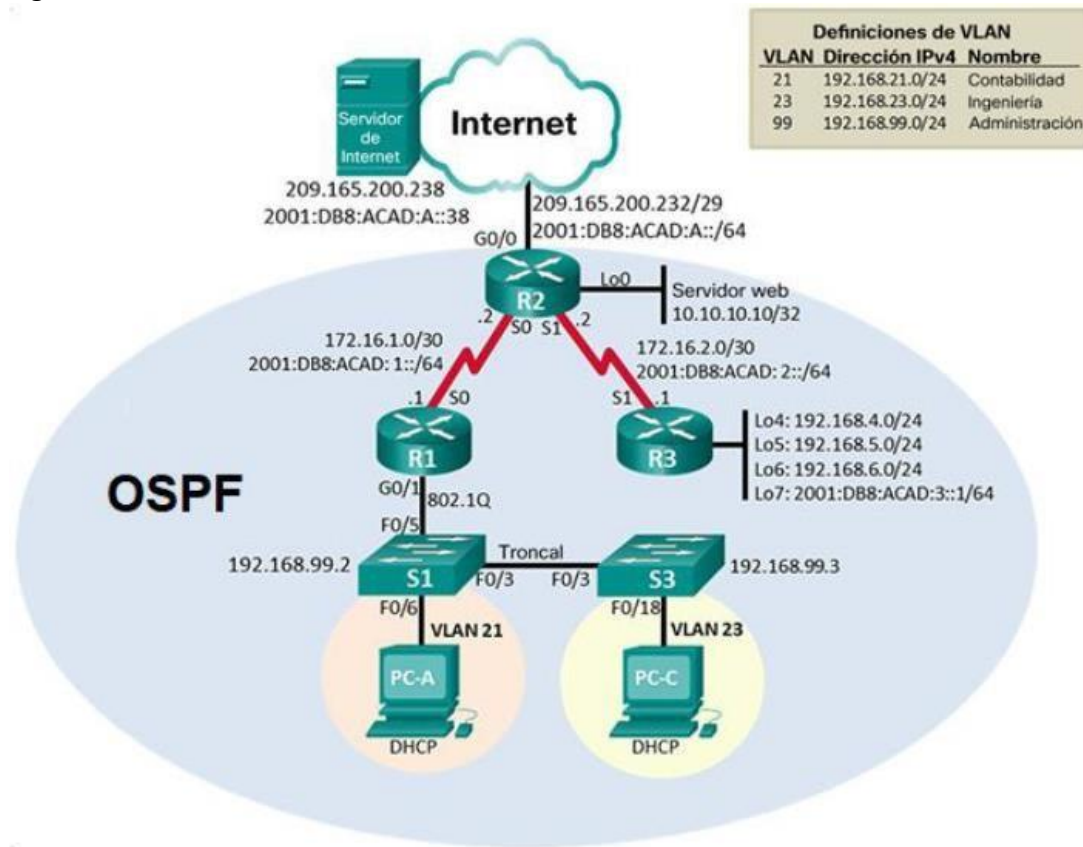 Definiciones de VLAN
VLAN Dirección IPv4 Nombre
21 192.168.21.0/24 Contabilidad
23 192.168.23.0/24 Ingeniería
99 192.168.99.0/24 Administración
Servidor
de
Internet
Internet
209.165.200.238
2001:DB8:ACAD:A::38
209.165.200.232/29
2001:DB8:ACAD:A::/64
G0/0
R2
Lo0
Servidor web
10.10.10.10/32
.2
S0
S1
.2
172.16.1.0/30
2001:DB8:ACAD: 1::/64
172.16.2.0/30
2001:DB8:ACAD: 2::/64
.1
S0
S1
.1
R1
R3
Lo4: 192.168.4.0/24
Lo5: 192.168.5.0/24
Lo6: 192.168.6.0/24
Lo7: 2001:DB8:ACAD:3::1/64
OSPF
G0/1
802.1Q
F0/5
192.168.99.2
S1
Troncal
F0/3
F0/3
S3
192.168.99.3
F0/6
VLAN 21
F0/18
VLAN 23
PC-A
PC-C
DHCP
DHCP